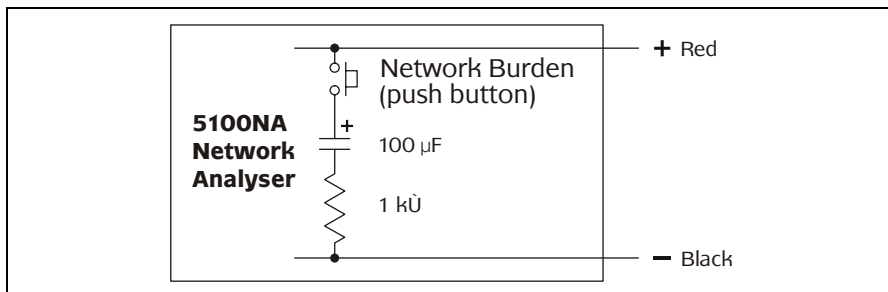 + Red
Network Burden
(push button)
5100NA
Network
Analyser
+
100 µF
1 kÙ
− Black